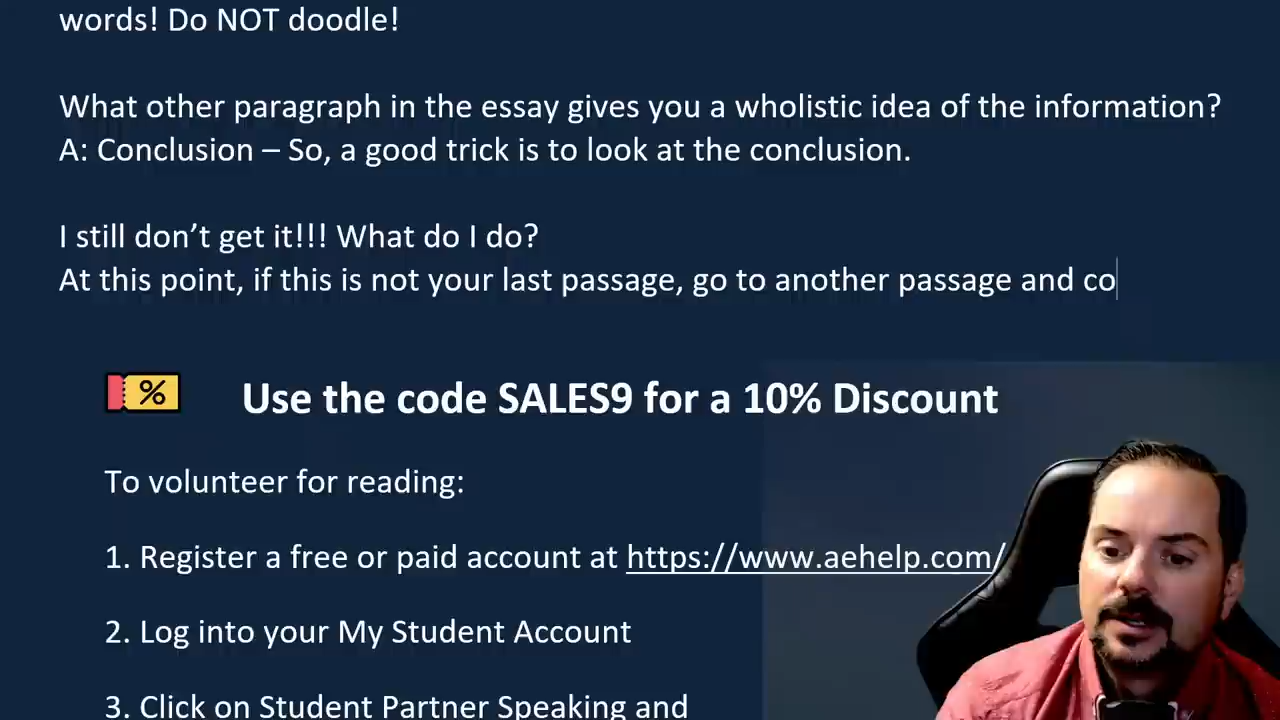 words! Do NOT doodle!
What other paragraph in the essay gives you a wholistic idea of the information?
A: Conclusion – So, a good trick is to look at the conclusion.
I still don’t get it!!! What do I do?
At this point, if this is not your last passage, go to another passage and co
% Use the code SALES9 for a 10% Discount
To volunteer for reading:
1. Register a free or paid account at https://www.aehelp.com/
2. Log into your My Student Account
3. Click on Student Partner Speaking and